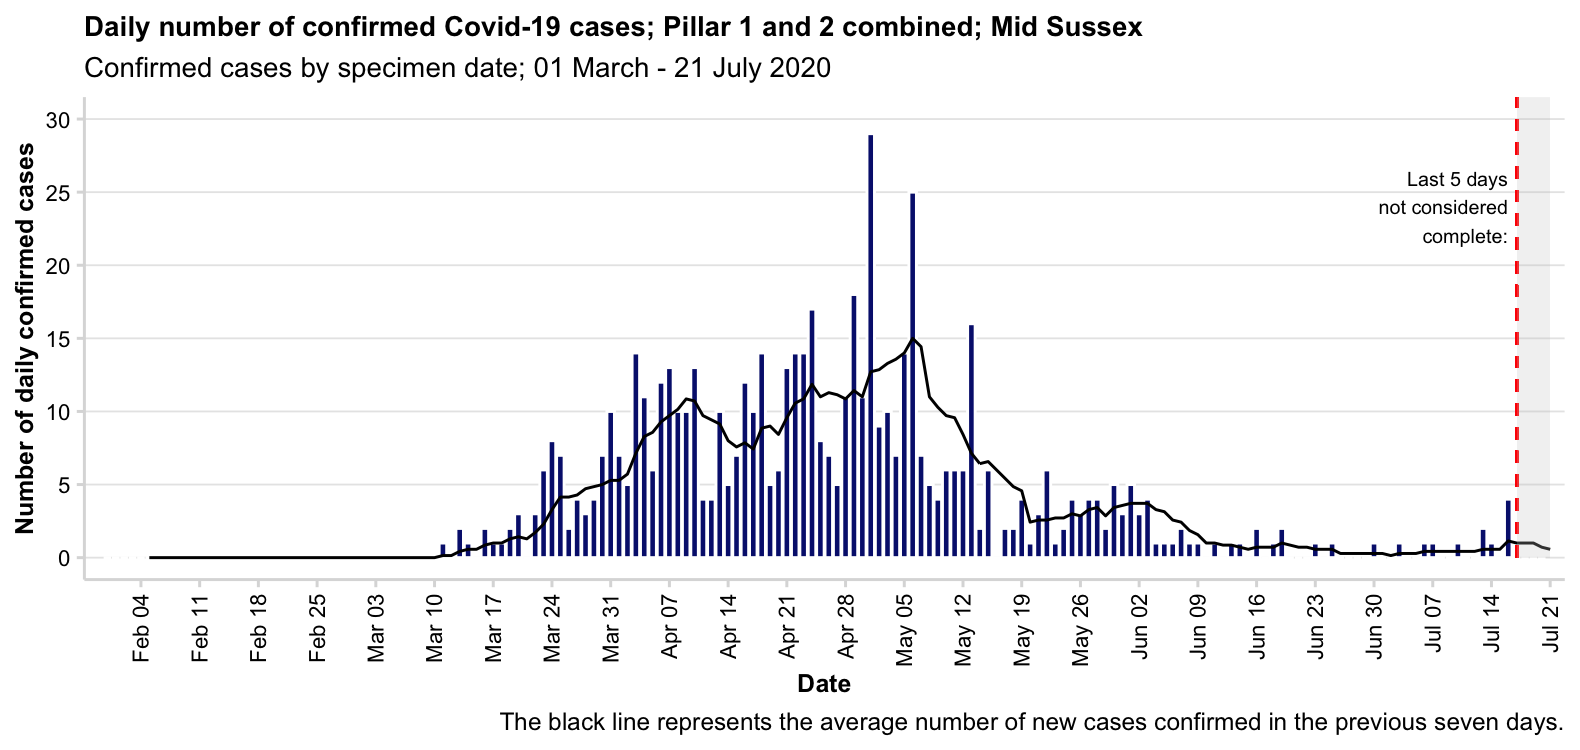 Daily number of confirmed Covid-19 cases; Pillar 1 and 2 combined; Mid Sussex
Confirmed cases by specimen date; 01 March - 21 July 2020
Number of daily confirmed cases
30
25
20
15
10
5
0
Last 5 days
not considered
complete:
Feb 04
Feb 11
Feb 18
Feb 25
Mar 03
Mar 10
Mar 17
Mar 24
Mar 31
Apr 07
Apr 14
Apr 21
Apr 28
May 05
May 12
May 19
May 26
Jun 02
Jun 09
Jun 16
Jun 23
Jun 30
Jul 07
Jul 14
Jul 21
Date
The black line represents the average number of new cases confirmed in the previous seven days.